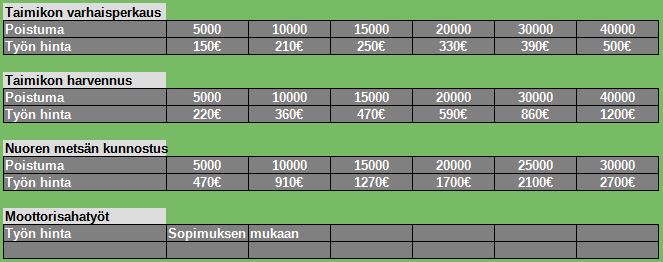 Taimikon varhaisperkaus
Poistuma 5000 10000 15000 20000 30000 40000
Työn hinta 150€ 210€ 250€ 330€ 390€ 500€
Taimikon harvennus
Poistuma 5000 10000 15000 20000 30000 40000
Työn hinta 220€ 360€ 470€ 590€ 860€ 1200€
Nuoren metsän kunnostus
Poistuma 5000 10000 15000 20000 25000 30000
Työn hinta 470€ 910€ 1270€ 1700€ 2100€ 2700€
Moottorisahatyöt
Työn hinta Sopimuksen mukaan